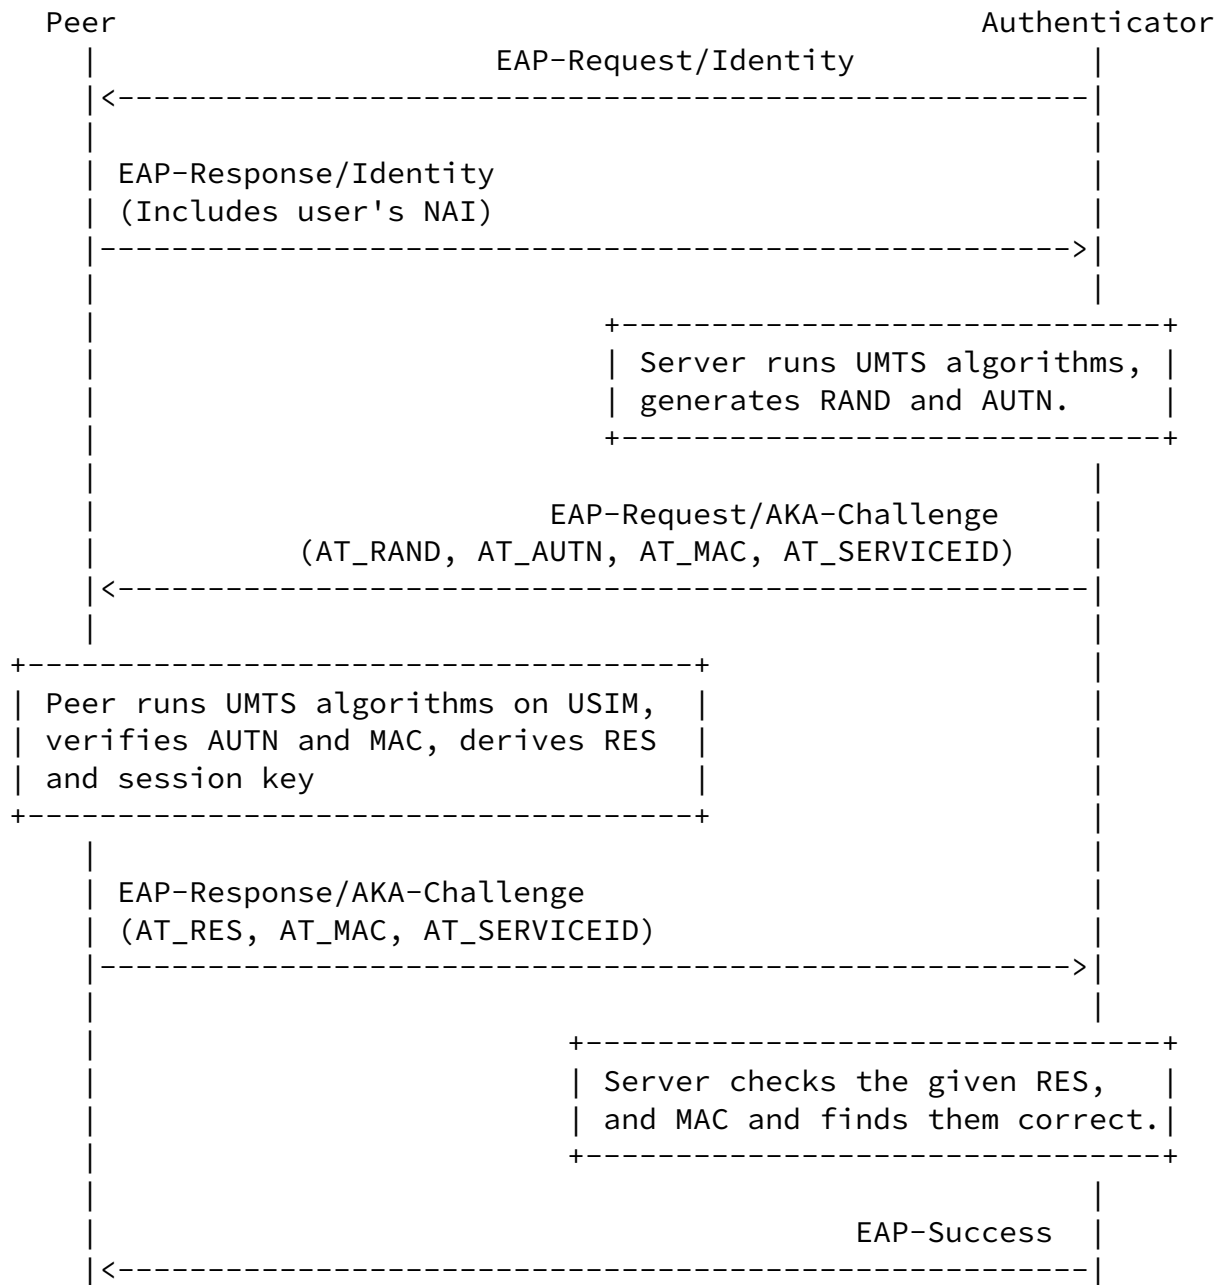 Peer Authenticator
EAP-Request/Identity
EAP-Response/Identity
(Includes user's NAI)
Server runs UMTS algorithms,
generates RAND and AUTN.
EAP-Request/AKA-Challenge
(AT_RAND, AT_AUTN, AT_MAC, AT_SERVICEID)
Peer runs UMTS algorithms on USIM,
verifies AUTN and MAC, derives RES
and session key
EAP-Response/AKA-Challenge
(AT_RES, AT_MAC, AT_SERVICEID)
Server checks the given RES,
and MAC and finds them correct.
EAP-Success